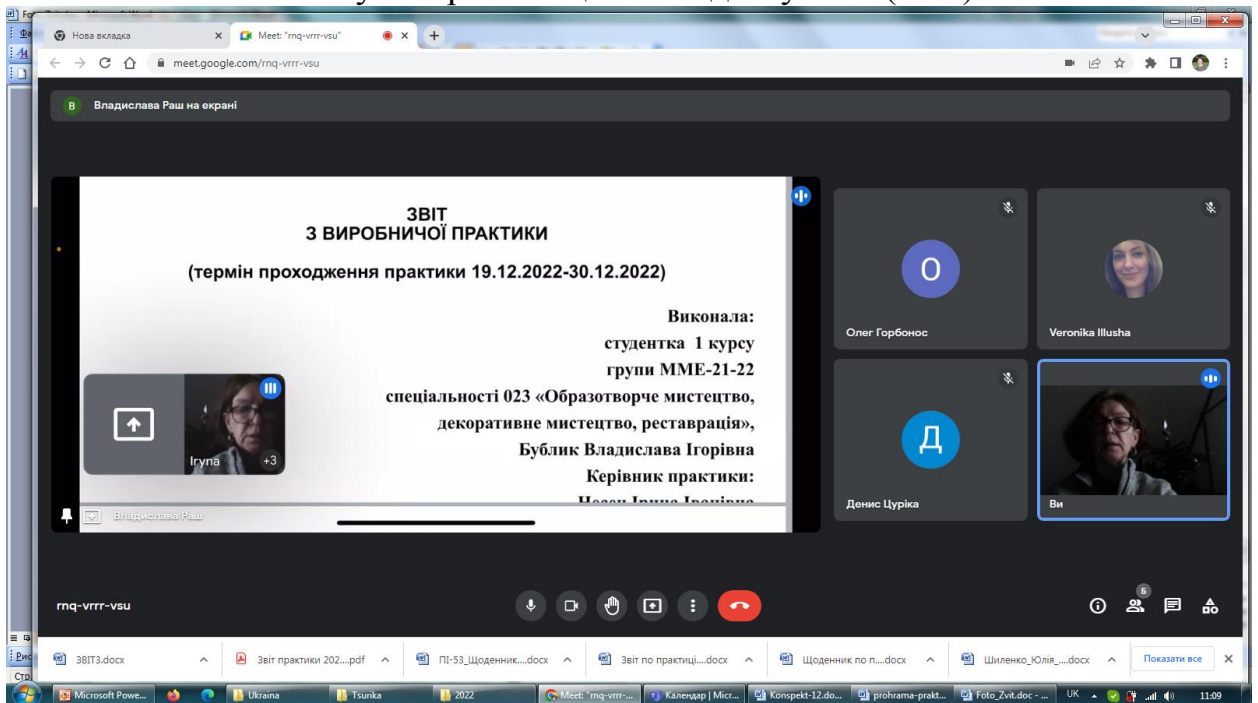 Нова вкладка
Meet: "rnq-vrrr-vsu"
meet.google.com/rnq-vrrr-vsu
В Владислава Раш на екрані
ЗВІТ
З ВИРОБНИЧОЇ ПРАКТИКИ
(термін проходження практики 19.12.2022-30.12.2022)
Виконала:
студентка 1 курсу
групи ММЕ-21-22
спеціальності 023 «Образотворче мистецтво,
декоративне мистецтво, реставрація»,
Бублик Владислава Ігорівна
Керівник практики:
Iryna +3
Владислава Раш
О
Олег Горбонос
Veronika Illusha
Д
Денис Цуріка
Ви
rnq-vrrr-vsu
6
ЗВІТЗ.docx
Звіт практики 202....pdf
ПІ-53_Щоденник....docx
Звіт по практиці....docx
Щоденник по п....docx
Шиленко_Юлія_....docx
Показати все
Microsoft Powe...
Ukraina
Tsurika
2022
Meet: "rnq-vrrr-...
Календар | Micr...
Konspekt-12.do...
prohrama-prakt...
Foto_Zvit.doc - ...
UK
11:09